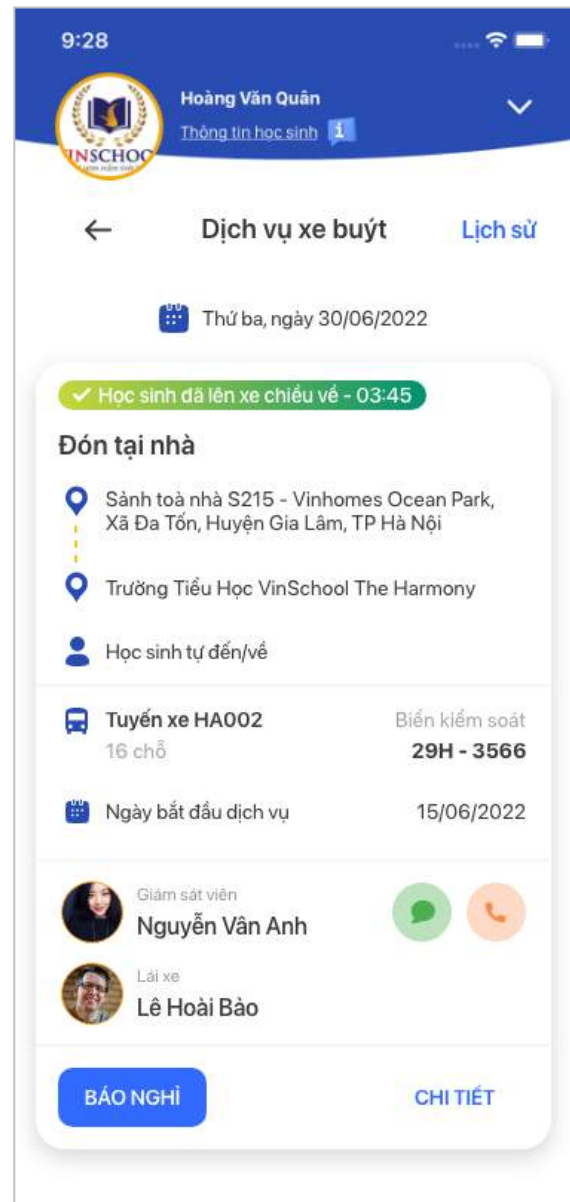 9:28
Hoàng Văn Quân
Thông tin học sinh
INSCHOO
Dịch vụ xe buýt
Lịch sử
Thứ ba, ngày 30/06/2022
Học sinh đã lên xe chiều về - 03:45
Đón tại nhà
Sảnh toà nhà S215 - Vinhomes Ocean Park,
Xã Đa Tốn, Huyện Gia Lâm, TP Hà Nội
Trường Tiểu Học VinSchool The Harmony
Học sinh tự đến/về
Tuyến xe HA002
Biển kiểm soát
16 chỗ
29H - 3566
Ngày bắt đầu dịch vụ
15/06/2022
Giám sát viên
Nguyễn Vân Anh
Lái xe
Lê Hoài Bảo
BÁO NGHỈ
CHI TIẾT